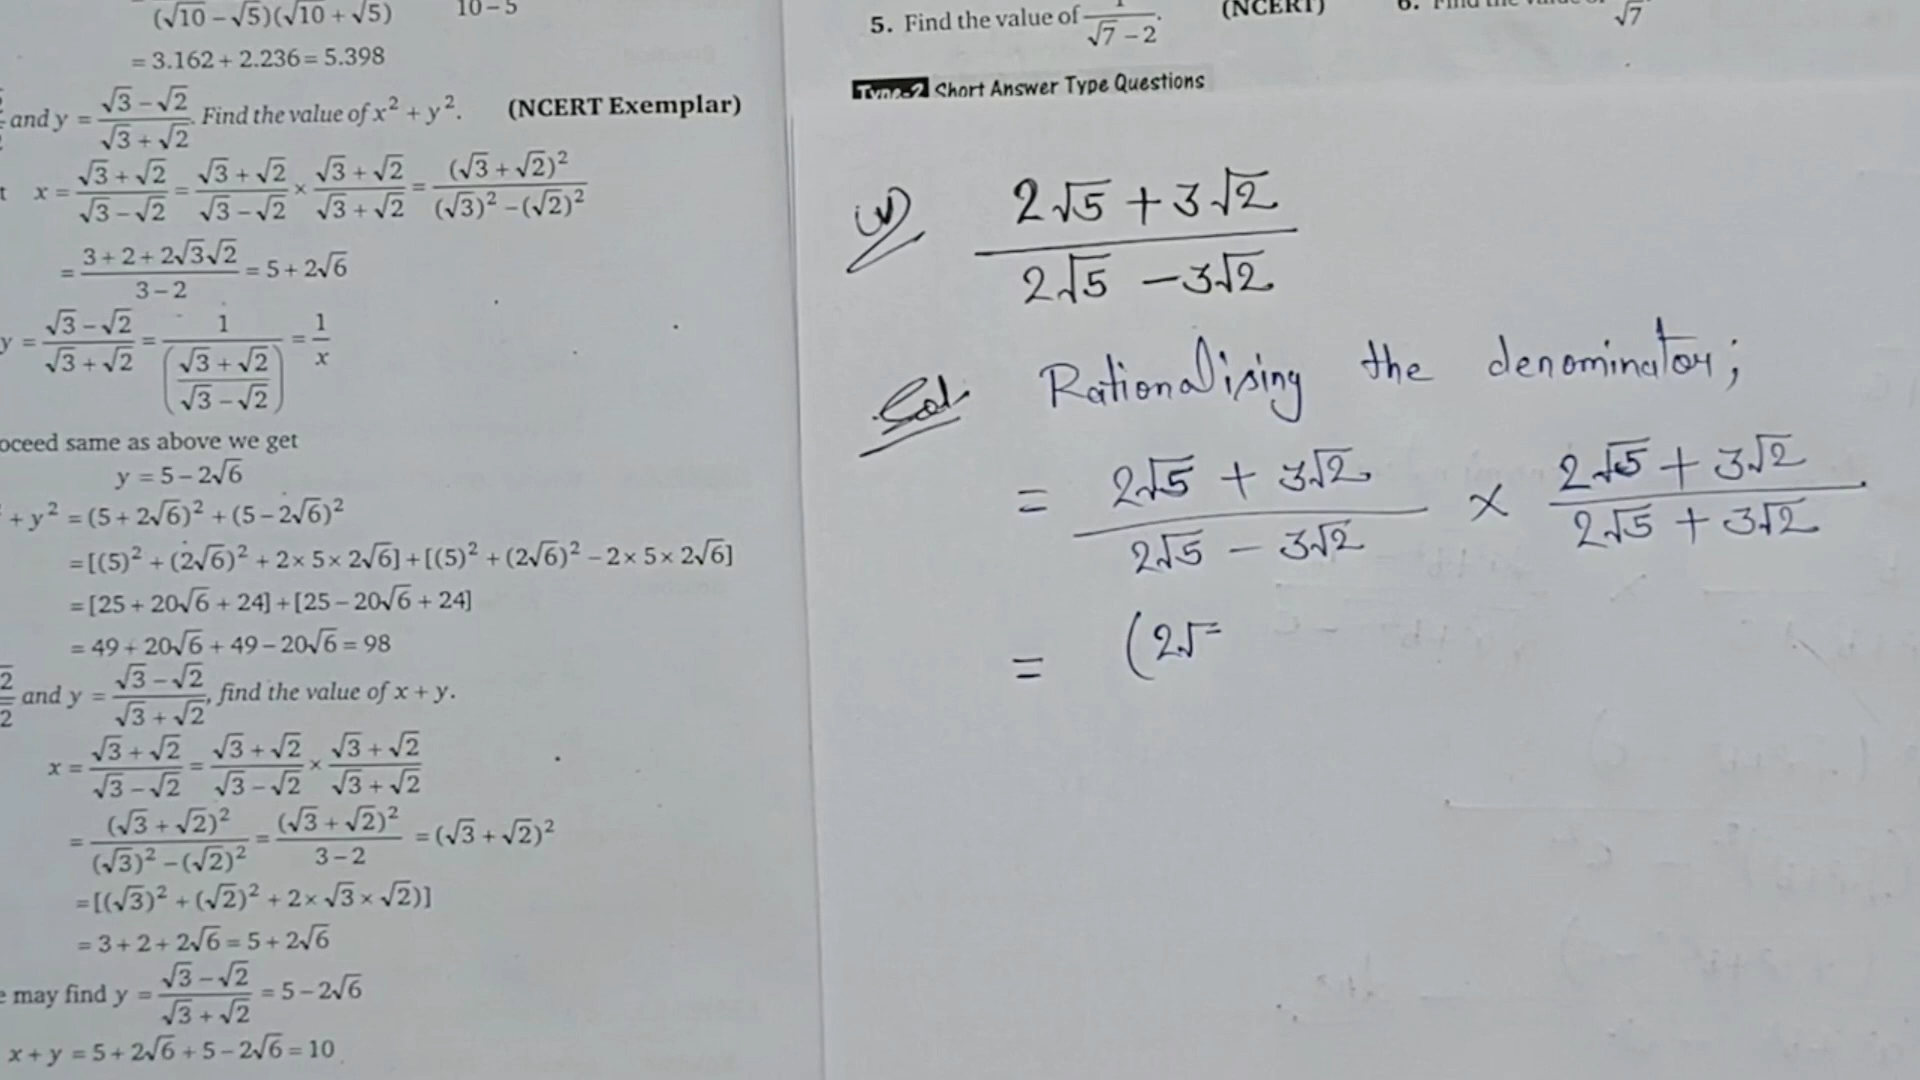 (√10 − √5)(√10 + √5) 10 − 5
= 3.162 + 2.236 = 5.398
and y = (√3 − √2)/(√3 + √2). Find the value of x² + y². (NCERT Exemplar)
x = (√3 + √2)/(√3 − √2) = (√3 + √2)/(√3 − √2) × (√3 + √2)/(√3 + √2) = (√3 + √2)²/((√3)² − (√2)²)
= (3 + 2 + 2√3√2)/(3 − 2) = 5 + 2√6
y = (√3 − √2)/(√3 + √2) = 1/((√3 + √2)/(√3 − √2)) = 1/x
oceed same as above we get
y = 5 − 2√6
+ y² = (5 + 2√6)² + (5 − 2√6)²
= [(5)² + (2√6)² + 2 × 5 × 2√6] + [(5)² + (2√6)² − 2 × 5 × 2√6]
= [25 + 20√6 + 24] + [25 − 20√6 + 24]
= 49 + 20√6 + 49 − 20√6 = 98
and y = (√3 − √2)/(√3 + √2), find the value of x + y.
x = (√3 + √2)/(√3 − √2) = (√3 + √2)/(√3 − √2) × (√3 + √2)/(√3 + √2)
= (√3 + √2)²/((√3)² − (√2)²) = (√3 + √2)²/(3 − 2) = (√3 + √2)²
= [(√3)² + (√2)² + 2 × √3 × √2)]
= 3 + 2 + 2√6 = 5 + 2√6
e may find y = (√3 − √2)/(√3 + √2) = 5 − 2√6
x + y = 5 + 2√6 + 5 − 2√6 = 10
5. Find the value of 1/(√7 − 2). (NCERT) 6.
√7
Type-2 Short Answer Type Questions
(2√5 + 3√2)/(2√5 − 3√2)
Sol. Rationalising the denominator;
= (2√5 + 3√2)/(2√5 − 3√2) × (2√5 + 3√2)/(2√5 + 3√2)
= (2√